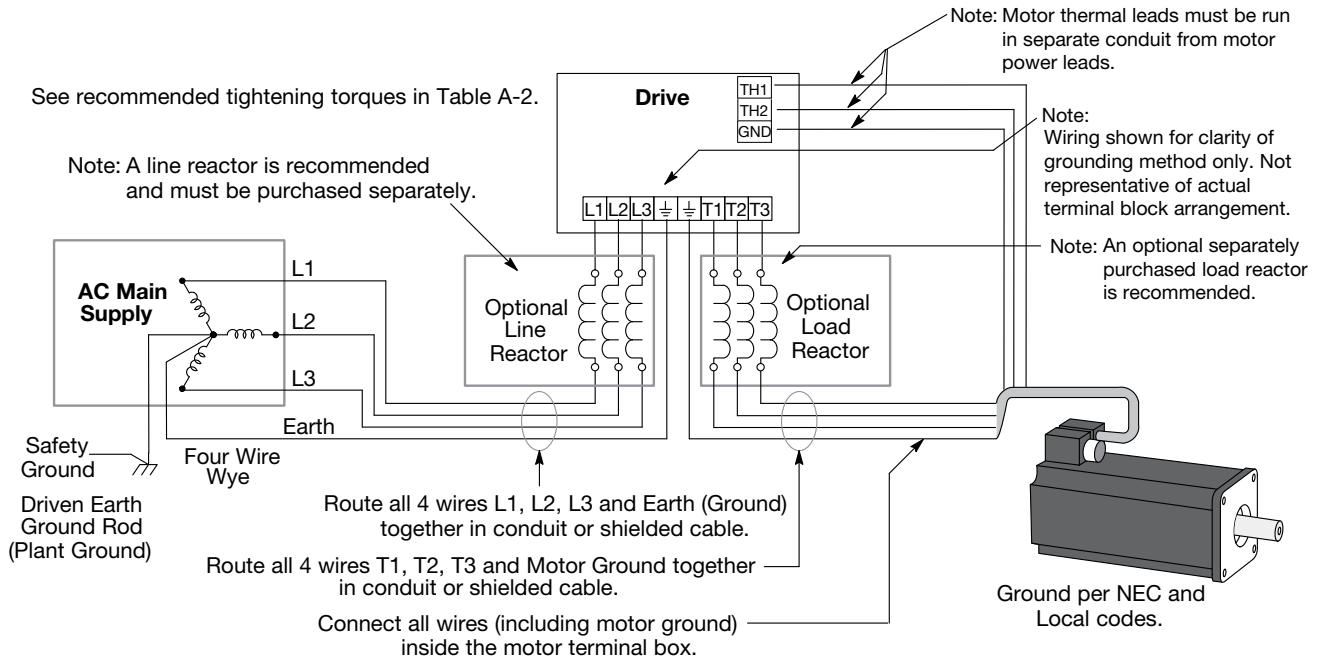 Note: Motor thermal leads must be run
in separate conduit from motor
power leads.
See recommended tightening torques in Table A-2.
Drive
TH1
TH2
GND
Note:
Wiring shown for clarity of
grounding method only. Not
representative of actual
terminal block arrangement.
Note: A line reactor is recommended
and must be purchased separately.
L1 L2 L3 T1 T2 T3
Note: An optional separately
purchased load reactor
is recommended.
AC Main
Supply
L1
L2
L3
Earth
Optional
Line
Reactor
Optional
Load
Reactor
Safety
Ground
Four Wire
Wye
Driven Earth
Ground Rod
(Plant Ground)
Route all 4 wires L1, L2, L3 and Earth (Ground)
together in conduit or shielded cable.
Route all 4 wires T1, T2, T3 and Motor Ground together
in conduit or shielded cable.
Connect all wires (including motor ground)
inside the motor terminal box.
Ground per NEC and
Local codes.